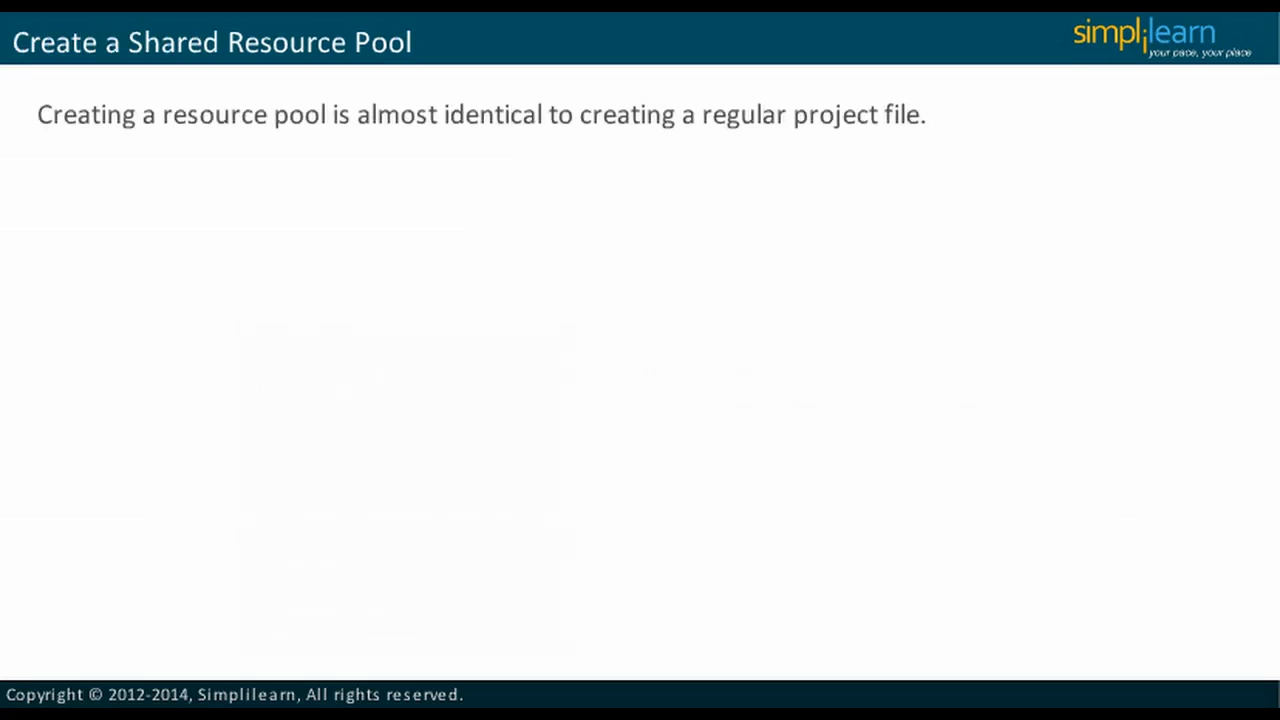 Create a Shared Resource Pool
simplilearn
your pace, your place
Creating a resource pool is almost identical to creating a regular project file.
Copyright © 2012-2014, Simplilearn, All rights reserved.